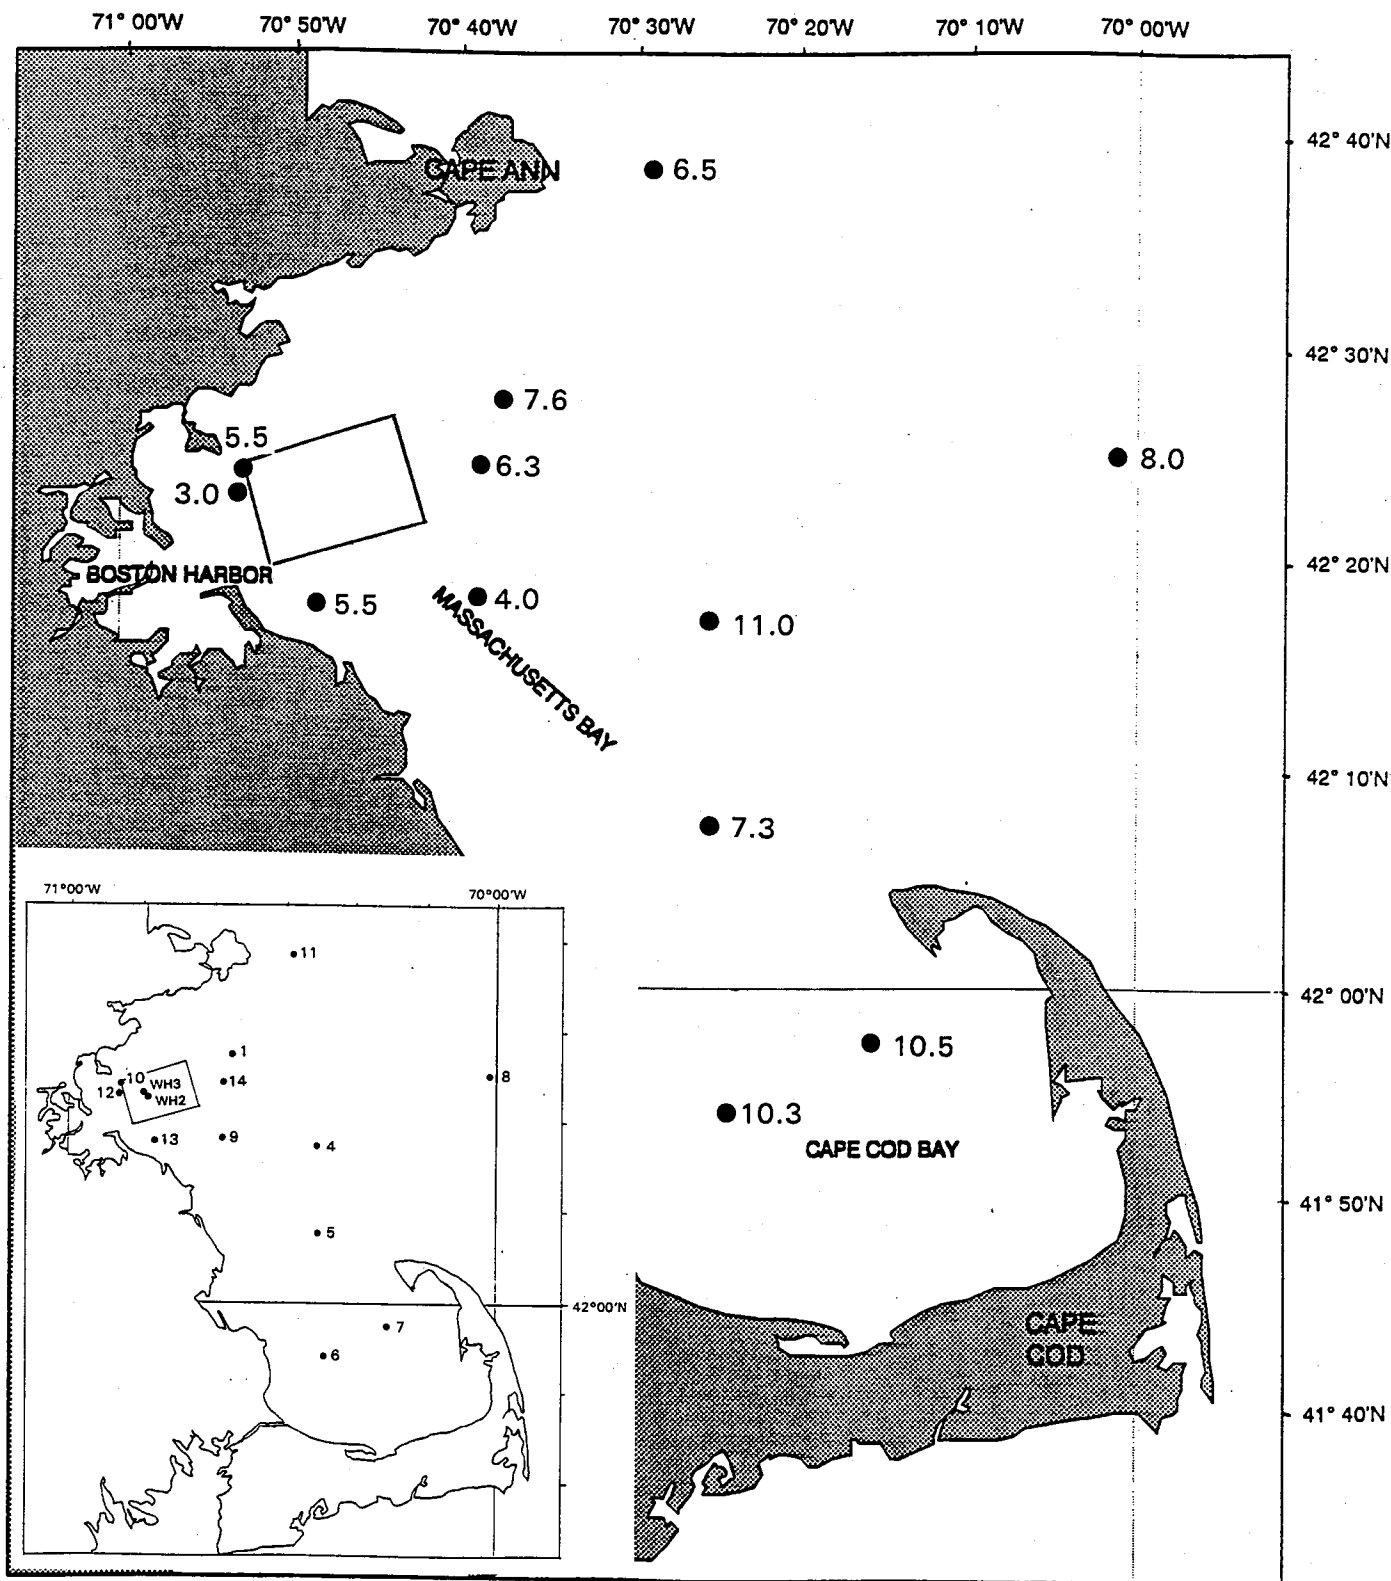 71° 00'W 70° 50'W 70° 40'W 70° 30'W 70° 20'W 70° 10'W 70° 00'W
42° 40'N
CAPE ANN
6.5
42° 30'N
7.6
5.5
6.3
8.0
3.0
42° 20'N
BOSTON HARBOR
5.5
4.0
11.0
MASSACHUSETTS BAY
42° 10'N
7.3
42° 00'N
10.5
10.3
CAPE COD BAY
41° 50'N
CAPE
COD
41° 40'N
71°00'W 70°00'W
11
1
10
14
8
WH3
12
WH2
13
9
4
5
42°00'N
7
6